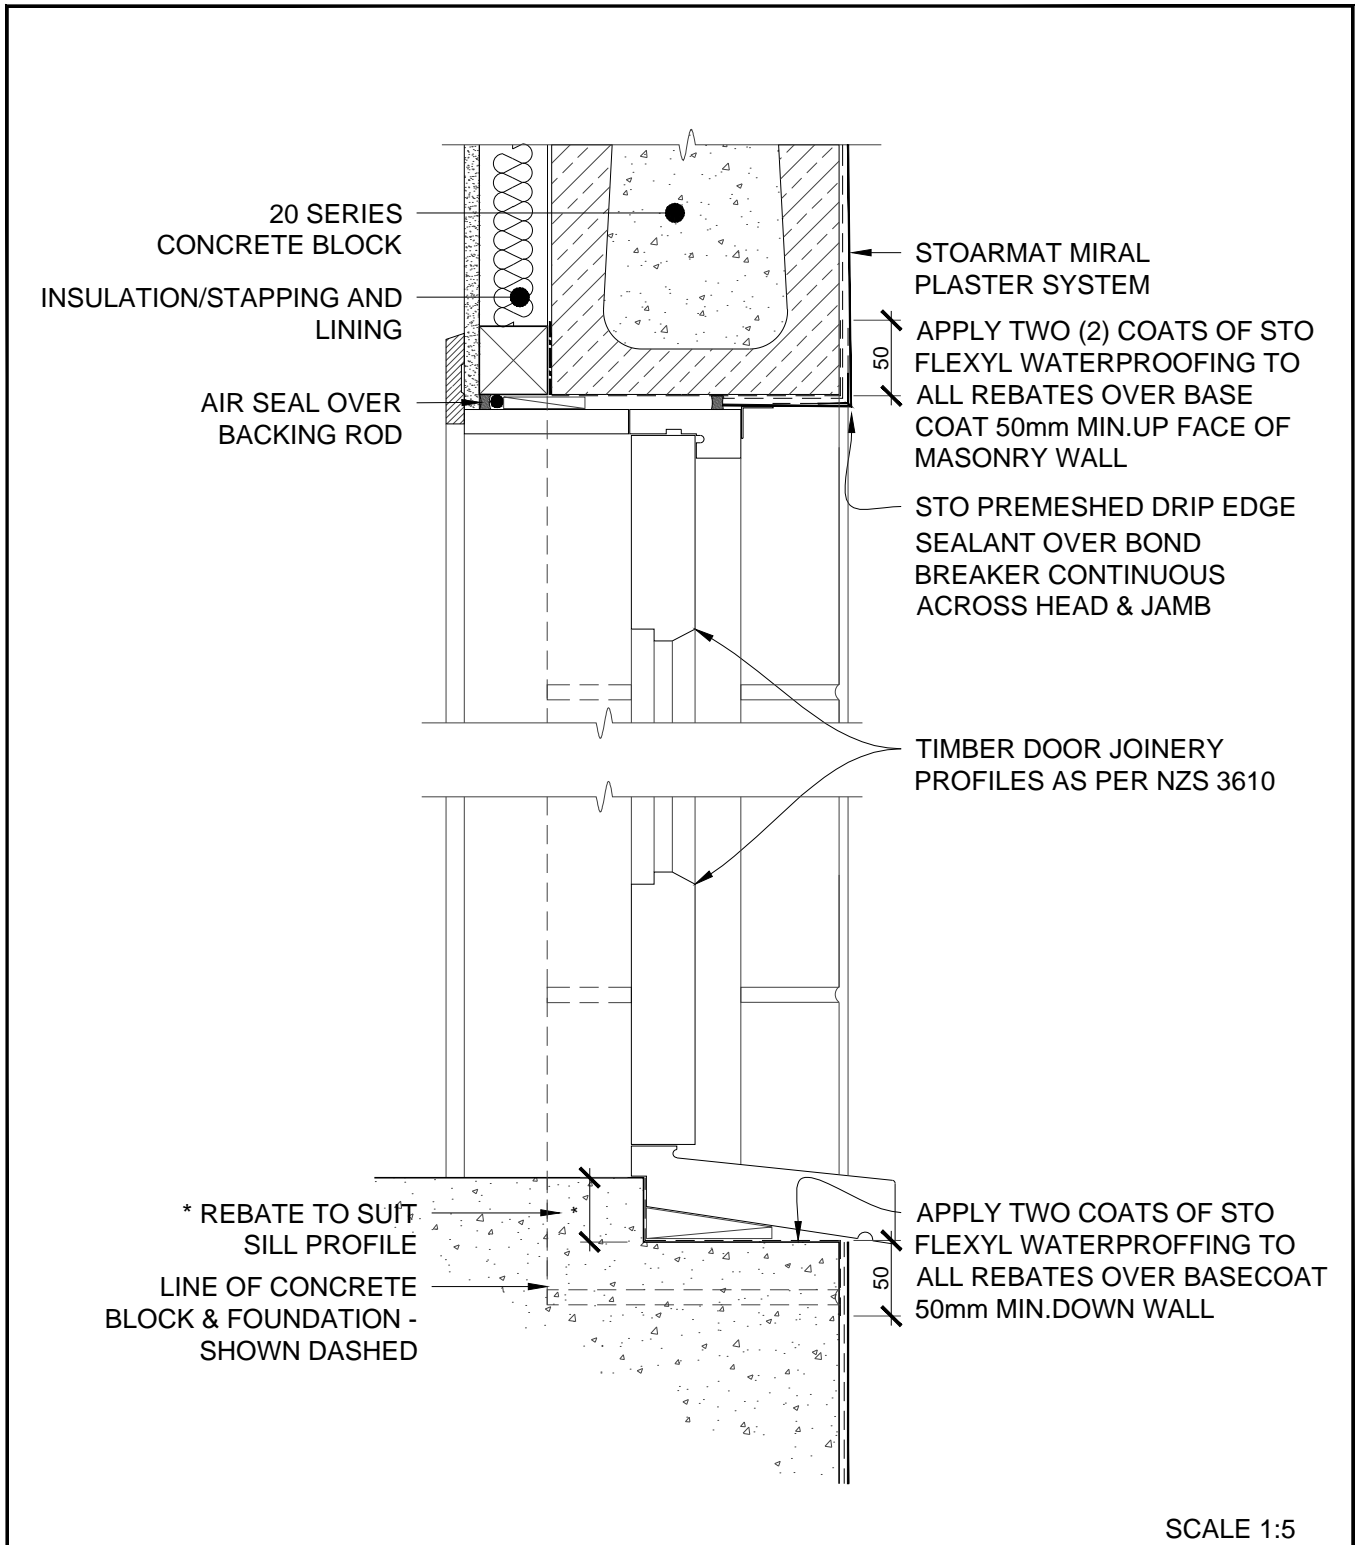 20 SERIES
CONCRETE BLOCK
INSULATION/STAPPING AND
LINING
AIR SEAL OVER
BACKING ROD
STOARMAT MIRAL
PLASTER SYSTEM
50
APPLY TWO (2) COATS OF STO
FLEXYL WATERPROOFING TO
ALL REBATES OVER BASE
COAT 50mm MIN.UP FACE OF
MASONRY WALL
STO PREMESHED DRIP EDGE
SEALANT OVER BOND
BREAKER CONTINUOUS
ACROSS HEAD & JAMB
TIMBER DOOR JOINERY
PROFILES AS PER NZS 3610
* REBATE TO SUIT
SILL PROFILE
*
LINE OF CONCRETE
BLOCK & FOUNDATION -
SHOWN DASHED
50
APPLY TWO COATS OF STO
FLEXYL WATERPROFFING TO
ALL REBATES OVER BASECOAT
50mm MIN.DOWN WALL
SCALE 1:5